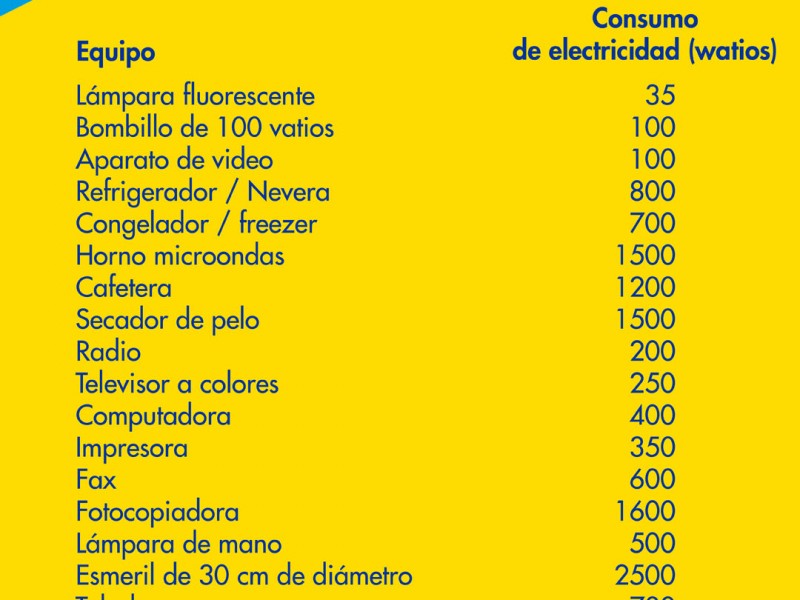 Consumo
Equipo de electricidad (watios)
Lámpara fluorescente 35
Bombillo de 100 vatios 100
Aparato de video 100
Refrigerador / Nevera 800
Congelador / freezer 700
Horno microondas 1500
Cafetera 1200
Secador de pelo 1500
Radio 200
Televisor a colores 250
Computadora 400
Impresora 350
Fax 600
Fotocopiadora 1600
Lámpara de mano 500
Esmeril de 30 cm de diámetro 2500